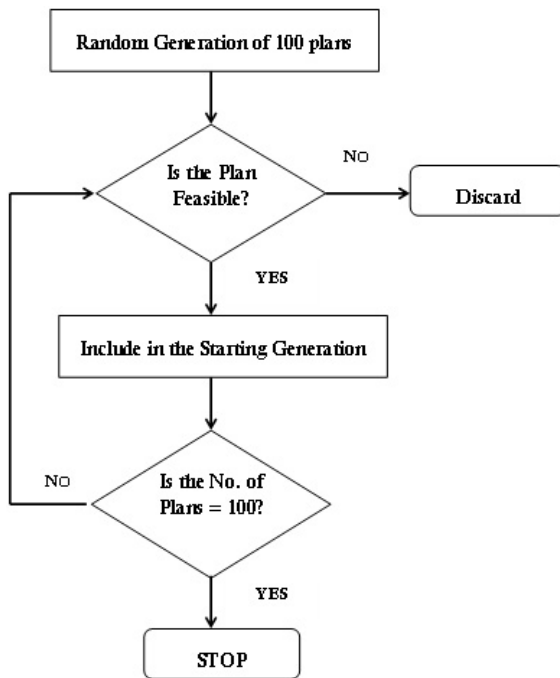 Random Generation of 100 plans
Is the Plan
Feasible?
NO
Discard
YES
Include in the Starting Generation
Is the No. of
Plans = 100?
NO
YES
STOP